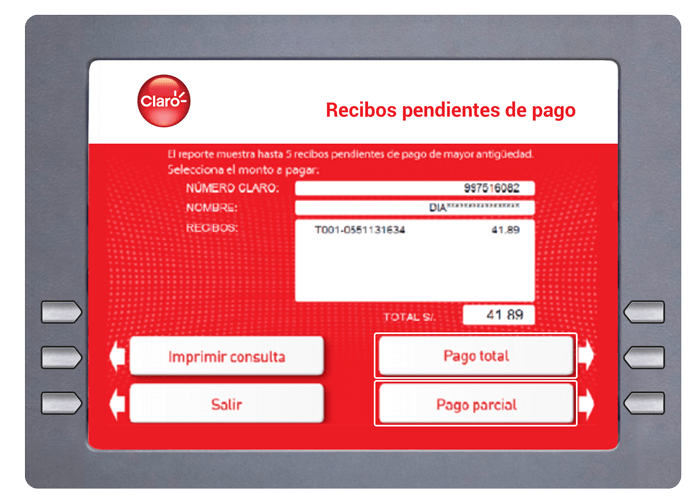 Claro-
Recibos pendientes de pago
El reporte muestra hasta 5 recibos pendientes de pago de mayor antigüedad.
Selecciona el monto a pagar:
NÚMERO CLARO: 997516082
NOMBRE: DIA*****************
RECIBOS: T001-0551131634 41.89
TOTAL S/. 41.89
Imprimir consulta Pago total
Salir Pago parcial